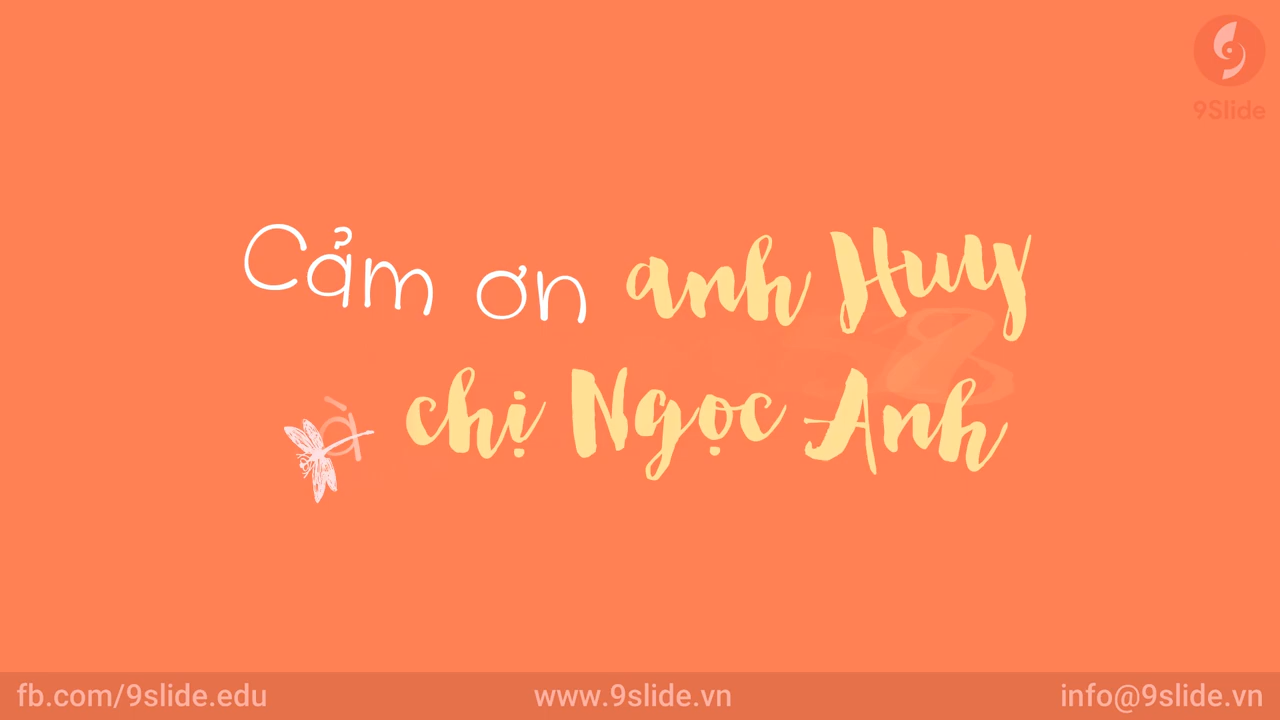 9Slide
Cảm ơn anh Huy
à chị Ngọc Anh
fb.com/9slide.edu
www.9slide.vn
info@9slide.vn